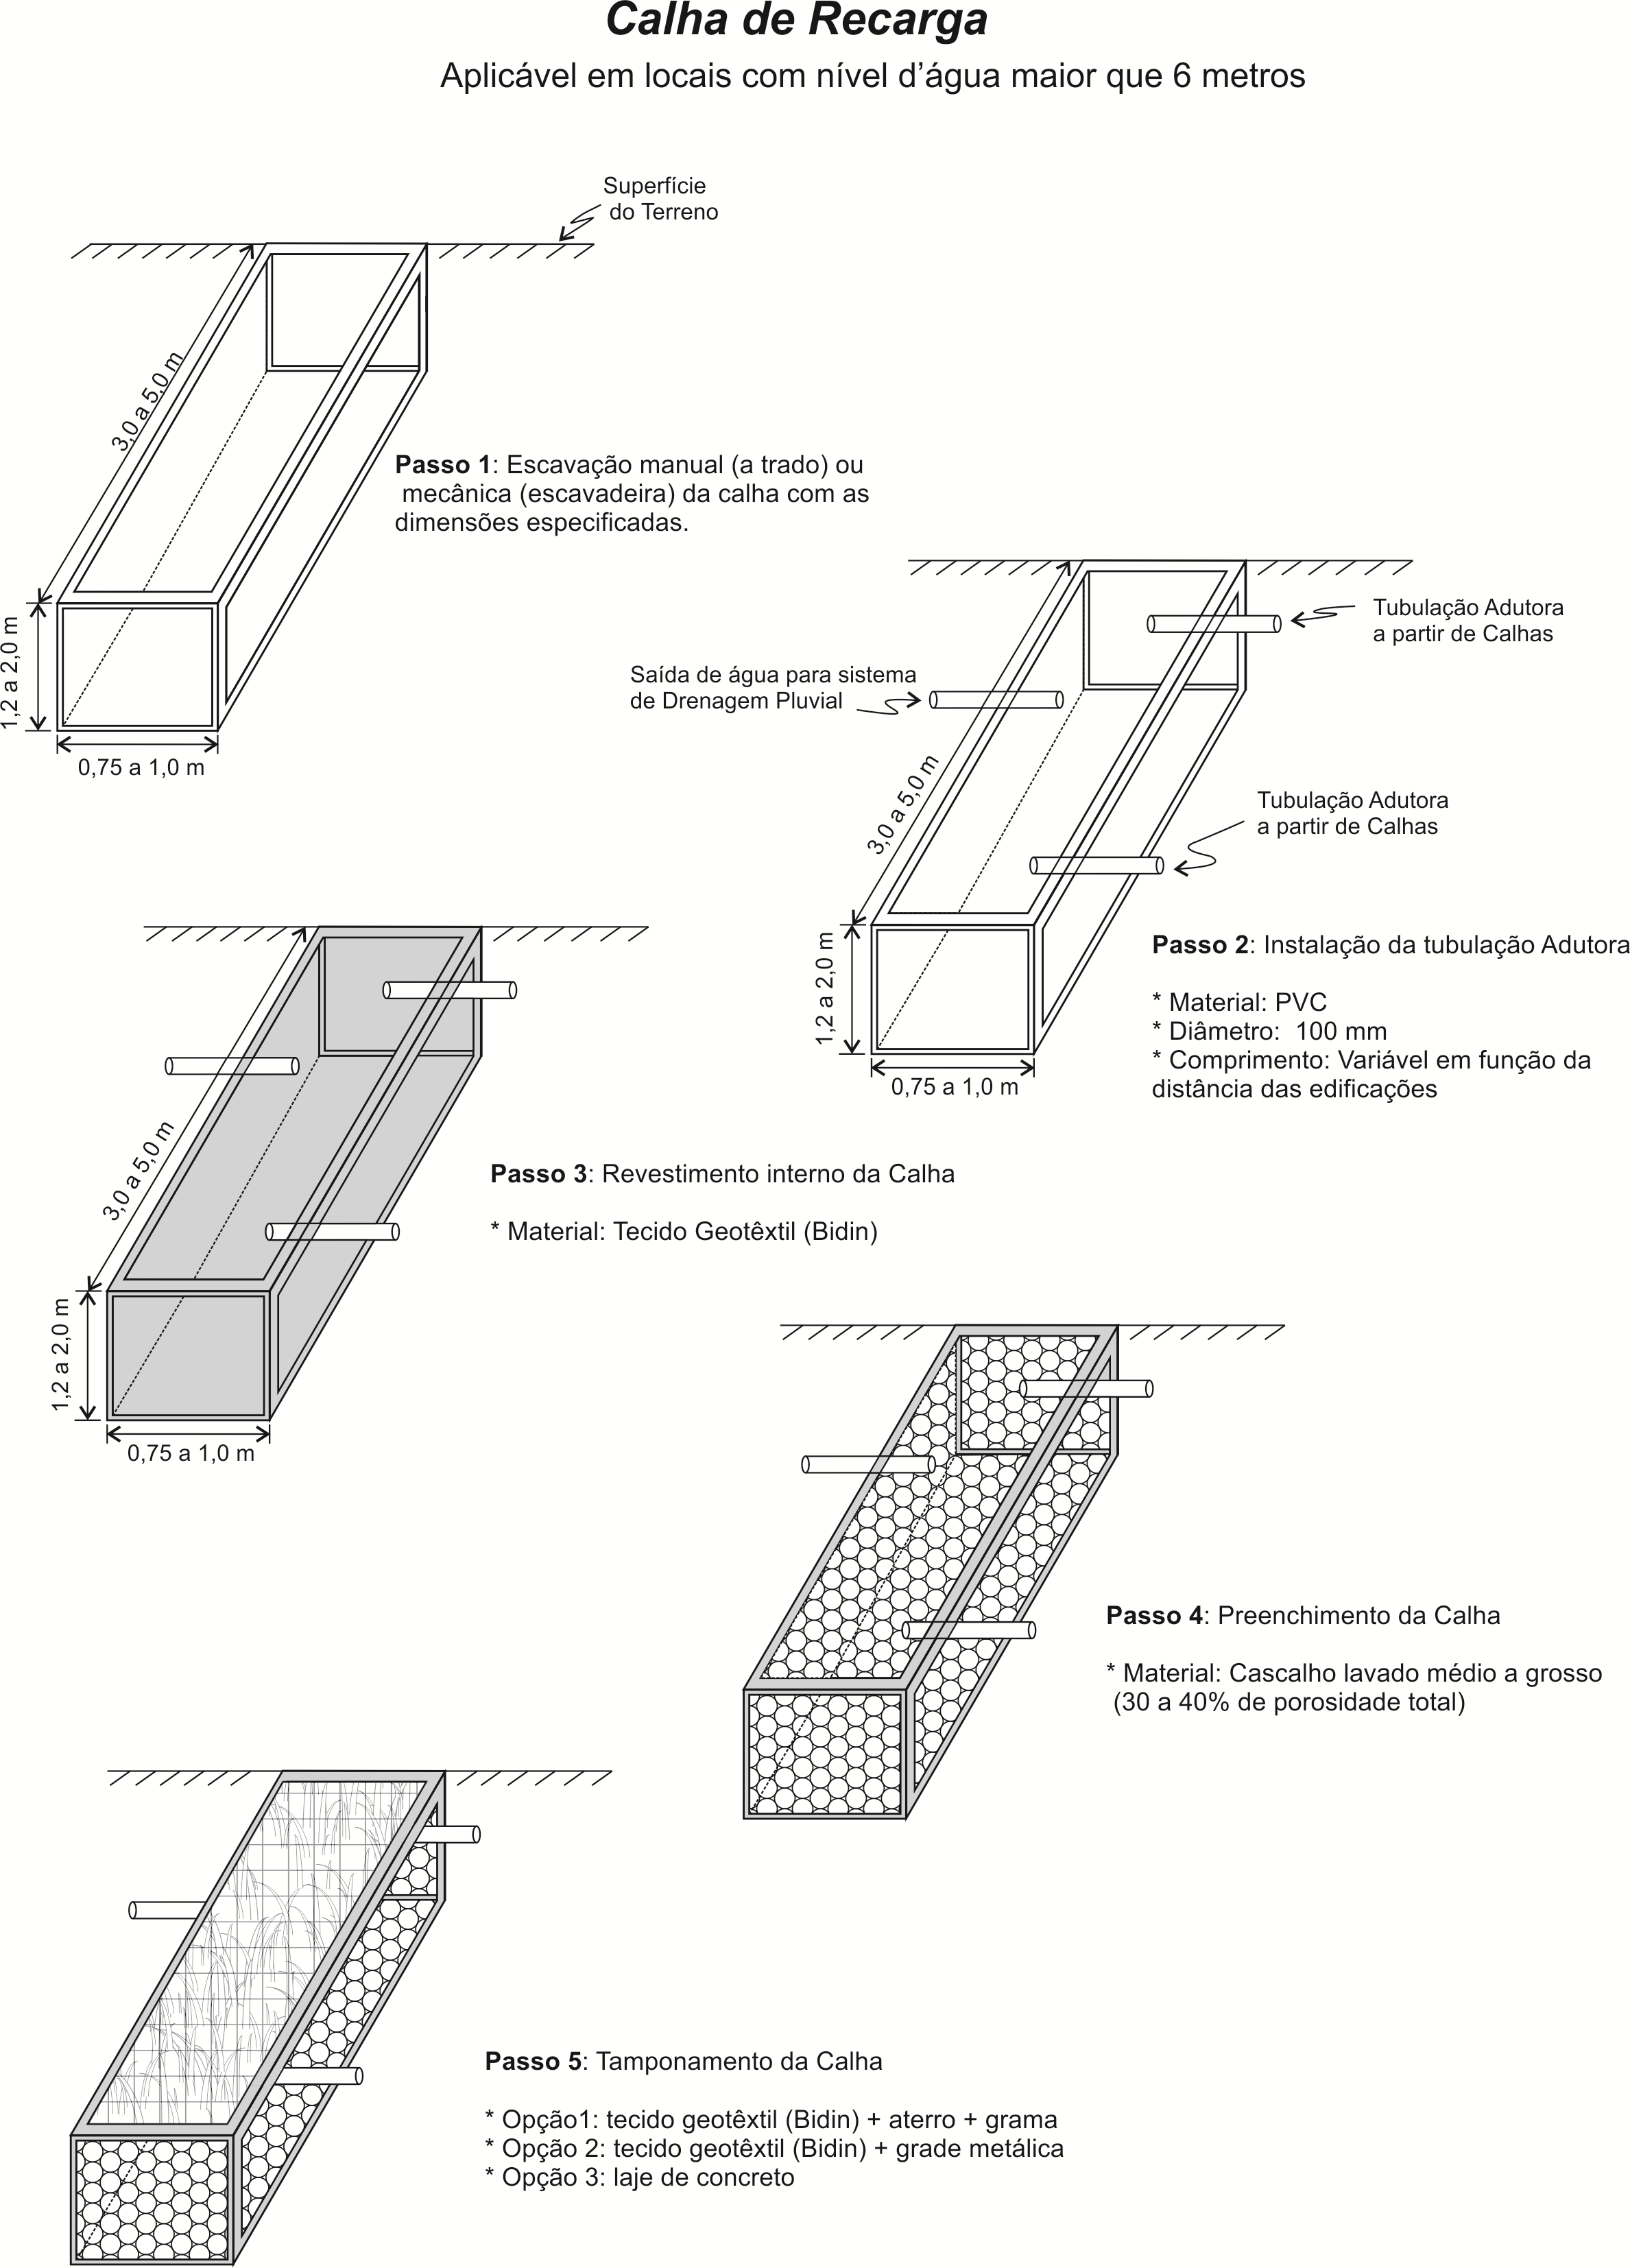 Calha de Recarga
Aplicável em locais com nível d’água maior que 6 metros
Superfície
do Terreno
3,0 a 5,0 m
1,2 a 2,0 m
0,75 a 1,0 m
Passo 1: Escavação manual (a trado) ou
mecânica (escavadeira) da calha com as
dimensões especificadas.
Tubulação Adutora
a partir de Calhas
Saída de água para sistema
de Drenagem Pluvial
3,0 a 5,0 m
Tubulação Adutora
a partir de Calhas
1,2 a 2,0 m
0,75 a 1,0 m
Passo 2: Instalação da tubulação Adutora
* Material: PVC
* Diâmetro: 100 mm
* Comprimento: Variável em função da
distância das edificações
3,0 a 5,0 m
1,2 a 2,0 m
0,75 a 1,0 m
Passo 3: Revestimento interno da Calha
* Material: Tecido Geotêxtil (Bidin)
Passo 4: Preenchimento da Calha
* Material: Cascalho lavado médio a grosso
(30 a 40% de porosidade total)
Passo 5: Tamponamento da Calha
* Opção1: tecido geotêxtil (Bidin) + aterro + grama
* Opção 2: tecido geotêxtil (Bidin) + grade metálica
* Opção 3: laje de concreto